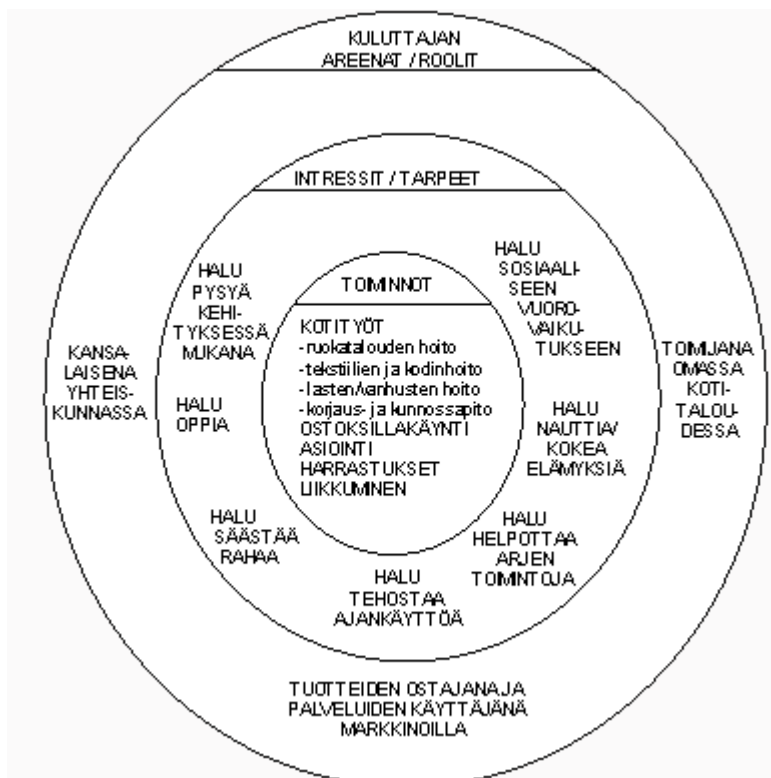 KULUTTAJAN
AREENAT / ROOLIT
INTRESSIT / TARPEET
HALU
PYSYÄ
KEHI-
TYKSESSÄ
MUKANA
HALU
SOSIAALI-
SEEN
VUORO-
VAIKU-
TUKSEEN
TOIMINNOT
KOTITYÖT
-ruokatalouden hoito
-tekstiilien ja kodinhoito
-lasten/vanhusten hoito
-korjaus- ja kunnossapito
OSTOKSILLAKÄYNTI
ASIOINTI
HARRASTUKSET
LIIKKUMINEN
KANSA-
LAISENA
YHTEIS-
KUNNASSA
TOIMIJANA
OMASSA
KOTI-
TALOU-
DESSA
HALU
OPPIA
HALU
NAUTTIA/
KOKEA
ELÄMYKSIÄ
HALU
SÄÄSTÄÄ
RAHAA
HALU
HELPOTTAA
ARJEN
TOIMINTOJA
HALU
TEHOSTAA
AJANKÄYTTÖÄ
TUOTTEIDEN OSTAJANA JA
PALVELUIDEN KÄYTTÄJÄNÄ
MARKKINOILLA